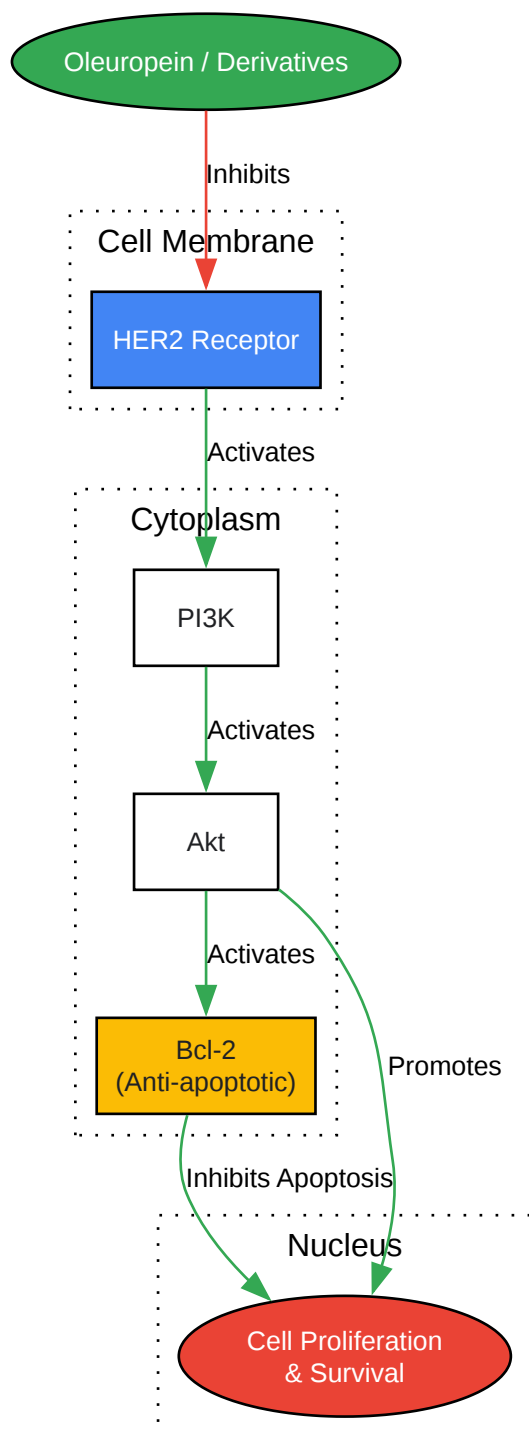 Oleuropein / Derivatives
Inhibits
Cell Membrane
HER2 Receptor
Activates
Cytoplasm
PI3K
Activates
Akt
Activates
Bcl-2
(Anti-apoptotic)
Promotes
Inhibits Apoptosis
Nucleus
Cell Proliferation
& Survival